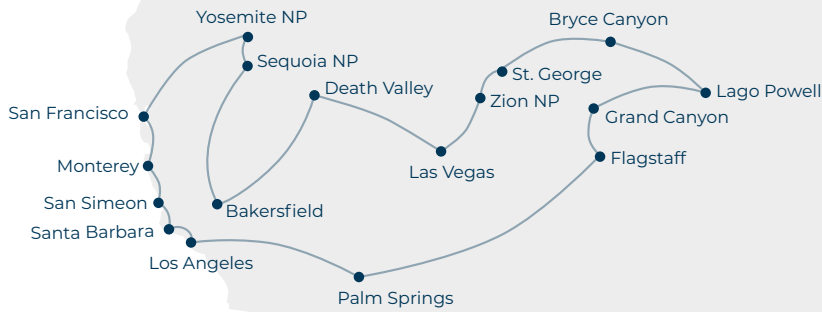 Yosemite NP
Bryce Canyon
Sequoia NP
St. George
Death Valley
Lago Powell
Zion NP
San Francisco
Grand Canyon
Flagstaff
Monterey
Las Vegas
San Simeon
Bakersfield
Santa Barbara
Los Angeles
Palm Springs